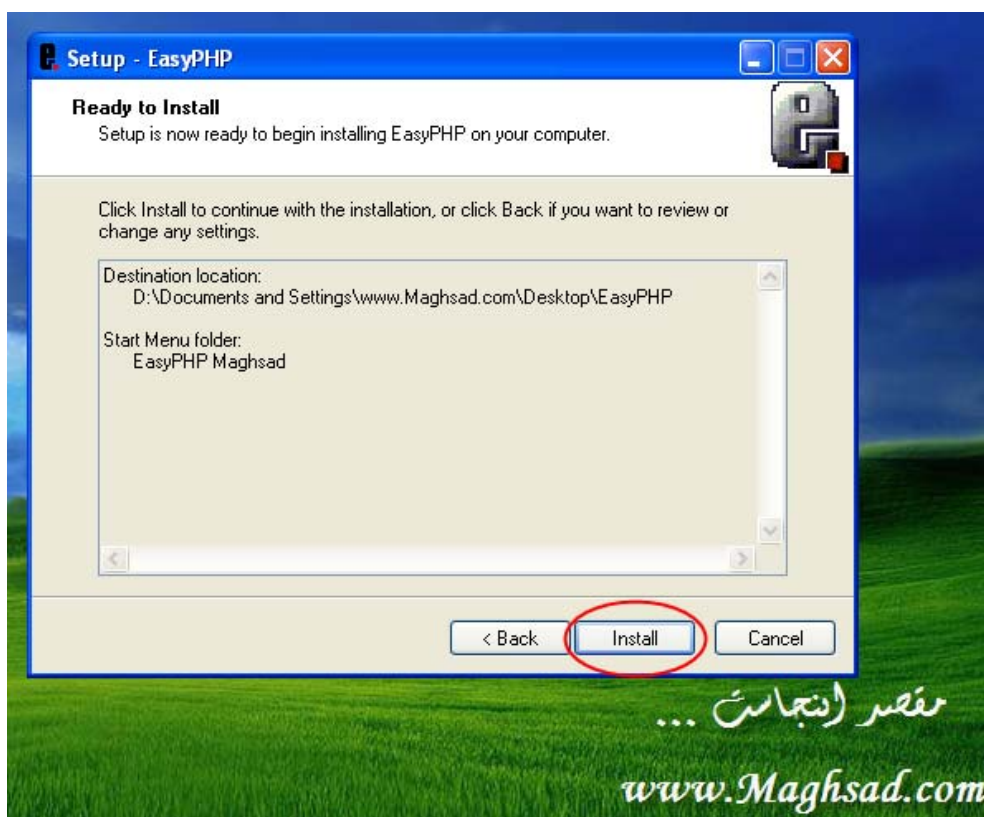 Setup - EasyPHP
Ready to Install
Setup is now ready to begin installing EasyPHP on your computer.
Click Install to continue with the installation, or click Back if you want to review or
change any settings.
Destination location:
D:\Documents and Settings\www.Maghsad.com\Desktop\EasyPHP
Start Menu folder:
EasyPHP Maghsad
< Back Install Cancel
مقصد اینجاست ...
www.Maghsad.com